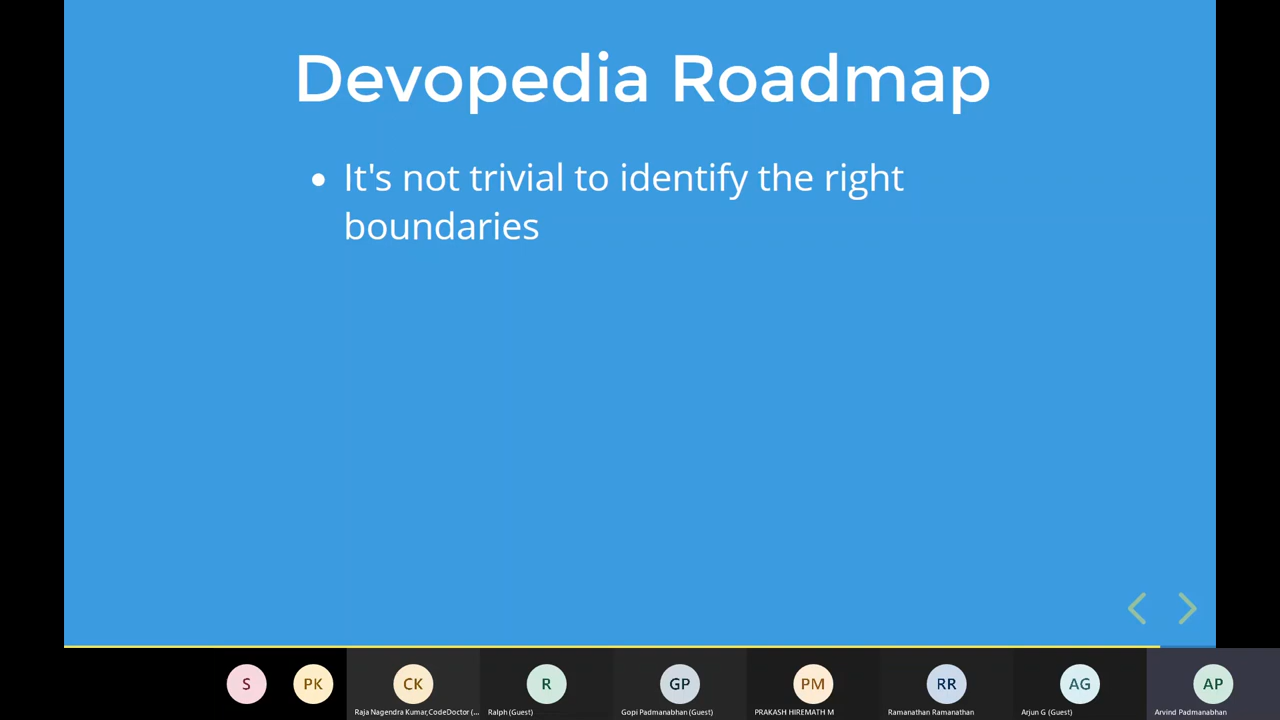 Devopedia Roadmap
It's not trivial to identify the right
boundaries
S PK CK R GP PM RR AG AP
Raja Nagendra Kumar,CodeDoctor (... Ralph (Guest) Gopi Padmanabhan (Guest) PRAKASH HIREMATH M Ramanathan Ramanathan Arjun G (Guest) Arvind Padmanabhan